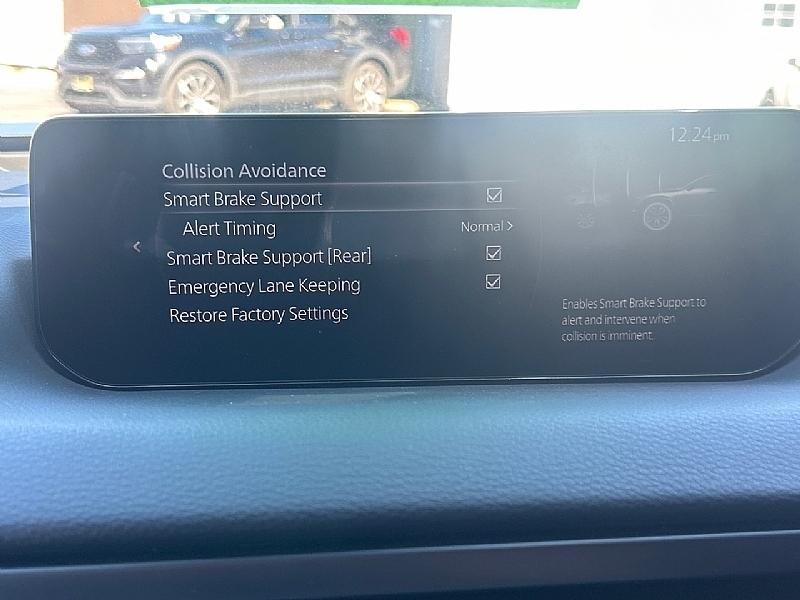 12:24pm
Collision Avoidance
Smart Brake Support
Alert Timing Normal
Smart Brake Support [Rear]
Emergency Lane Keeping
Restore Factory Settings
Enables Smart Brake Support to
alert and intervene when
collision is imminent.